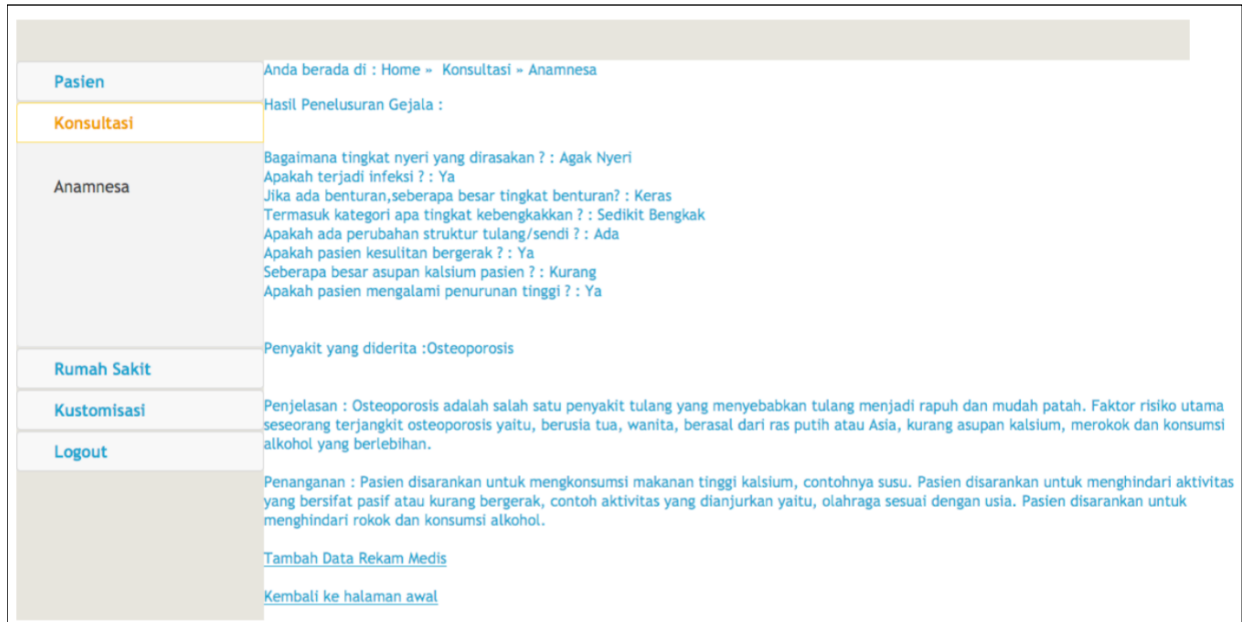 Pasien
Konsultasi
Anamnesa
Rumah Sakit
Kustomisasi
Logout
Anda berada di : Home » Konsultasi » Anamnesa
Hasil Penelusuran Gejala :
Bagaimana tingkat nyeri yang dirasakan ? : Agak Nyeri
Apakah terjadi infeksi ? : Ya
Jika ada benturan,seberapa besar tingkat benturan? : Keras
Termasuk kategori apa tingkat kebengkakkan ? : Sedikit Bengkak
Apakah ada perubahan struktur tulang/sendi ? : Ada
Apakah pasien kesulitan bergerak ? : Ya
Seberapa besar asupan kalsium pasien ? : Kurang
Apakah pasien mengalami penurunan tinggi ? : Ya
Penyakit yang diderita :Osteoporosis
Penjelasan : Osteoporosis adalah salah satu penyakit tulang yang menyebabkan tulang menjadi rapuh dan mudah patah. Faktor risiko utama
seseorang terjangkit osteoporosis yaitu, berusia tua, wanita, berasal dari ras putih atau Asia, kurang asupan kalsium, merokok dan konsumsi
alkohol yang berlebihan.
Penanganan : Pasien disarankan untuk mengkonsumsi makanan tinggi kalsium, contohnya susu. Pasien disarankan untuk menghindari aktivitas
yang bersifat pasif atau kurang bergerak, contoh aktivitas yang dianjurkan yaitu, olahraga sesuai dengan usia. Pasien disarankan untuk
menghindari rokok dan konsumsi alkohol.
Tambah Data Rekam Medis
Kembali ke halaman awal